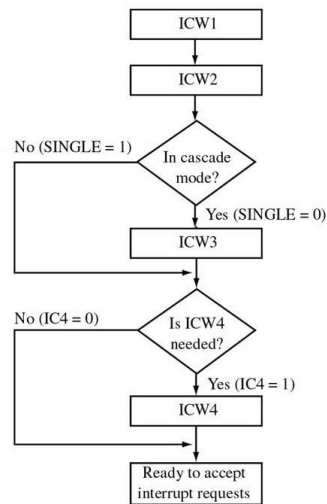 ICW1
ICW2
No (SINGLE = 1)
In cascade
mode?
Yes (SINGLE = 0)
ICW3
No (IC4 = 0)
Is ICW4
needed?
Yes (IC4 = 1)
ICW4
Ready to accept
interrupt requests